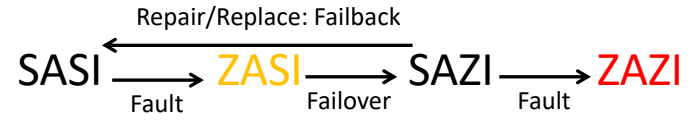 Repair/Replace: Failback
SASI ZASI SAZI ZAZI
Fault Failover Fault